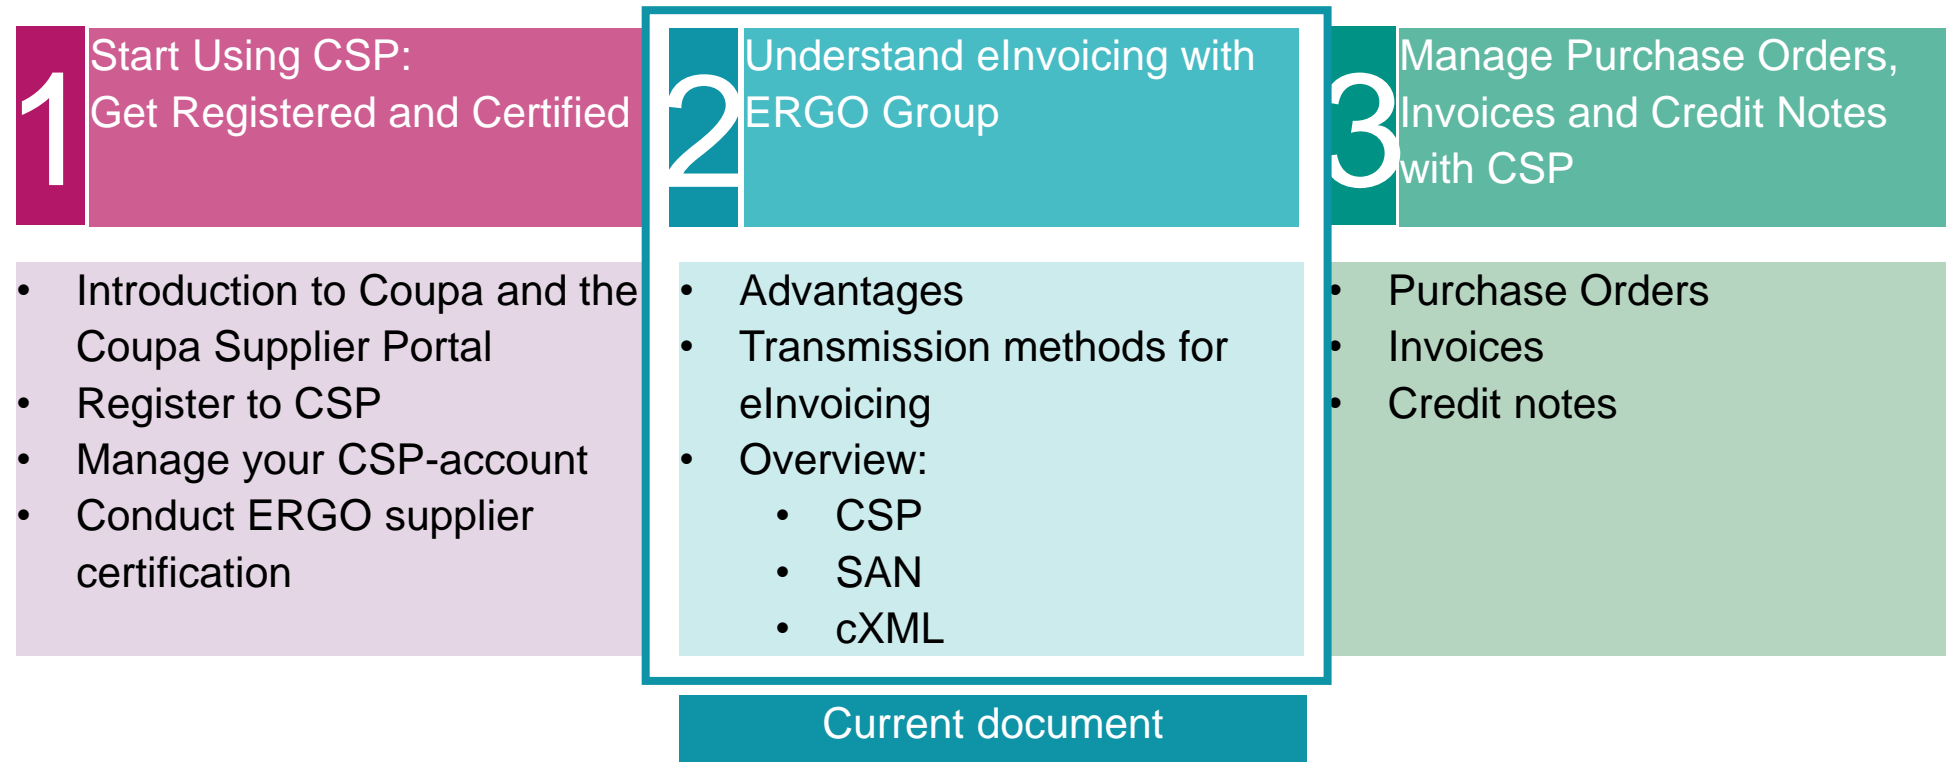 1
Start Using CSP:
Get Registered and Certified
• Introduction to Coupa and the
Coupa Supplier Portal
• Register to CSP
• Manage your CSP-account
• Conduct ERGO supplier
certification
2
Understand eInvoicing with
ERGO Group
• Advantages
• Transmission methods for
eInvoicing
• Overview:
• CSP
• SAN
• cXML
Current document
3
Manage Purchase Orders,
Invoices and Credit Notes
with CSP
• Purchase Orders
• Invoices
• Credit notes